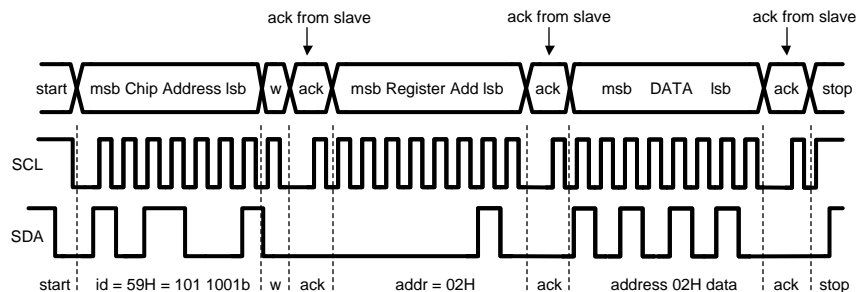 ack from slave ack from slave ack from slave
start msb Chip Address lsb w ack msb Register Add lsb ack msb DATA lsb ack stop
SCL
SDA
start id = 59H = 101 1001b w ack addr = 02H ack address 02H data ack stop